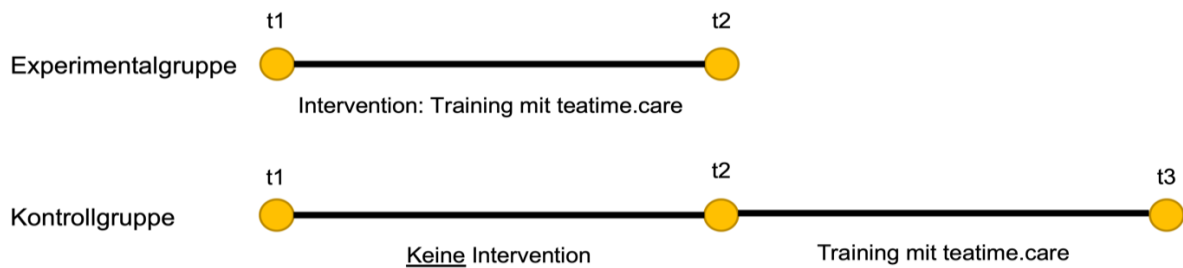 t1 t2
Experimentalgruppe
Intervention: Training mit teatime.care
t1 t2 t3
Kontrollgruppe
Keine Intervention Training mit teatime.care